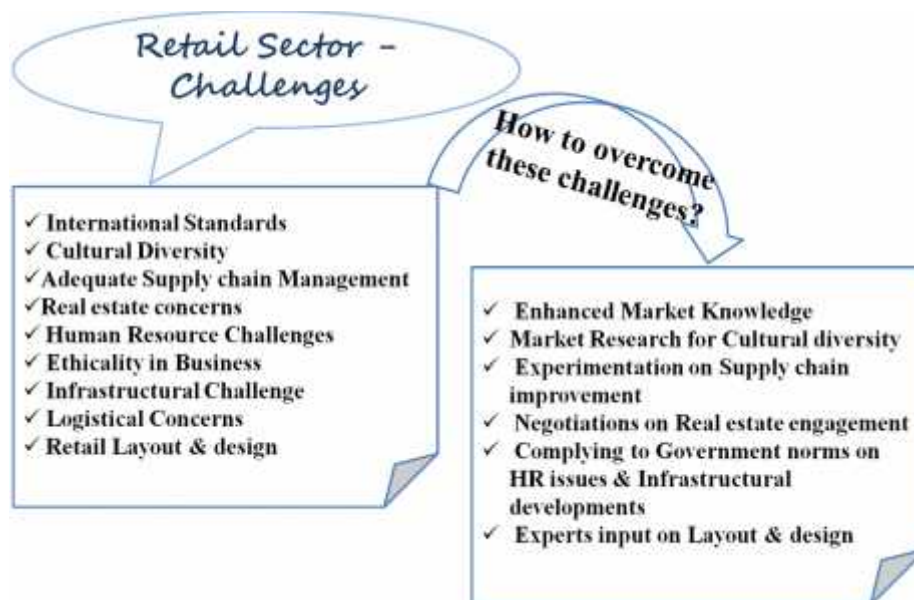 Retail Sector -
Challenges
How to overcome
these challenges?
✓ International Standards
✓ Cultural Diversity
✓ Adequate Supply chain Management
✓ Real estate concerns
✓ Human Resource Challenges
✓ Ethicality in Business
✓ Infrastructural Challenge
✓ Logistical Concerns
✓ Retail Layout & design
✓ Enhanced Market Knowledge
✓ Market Research for Cultural diversity
✓ Experimentation on Supply chain
improvement
✓ Negotiations on Real estate engagement
✓ Complying to Government norms on
HR issues & Infrastructural
developments
✓ Experts input on Layout & design